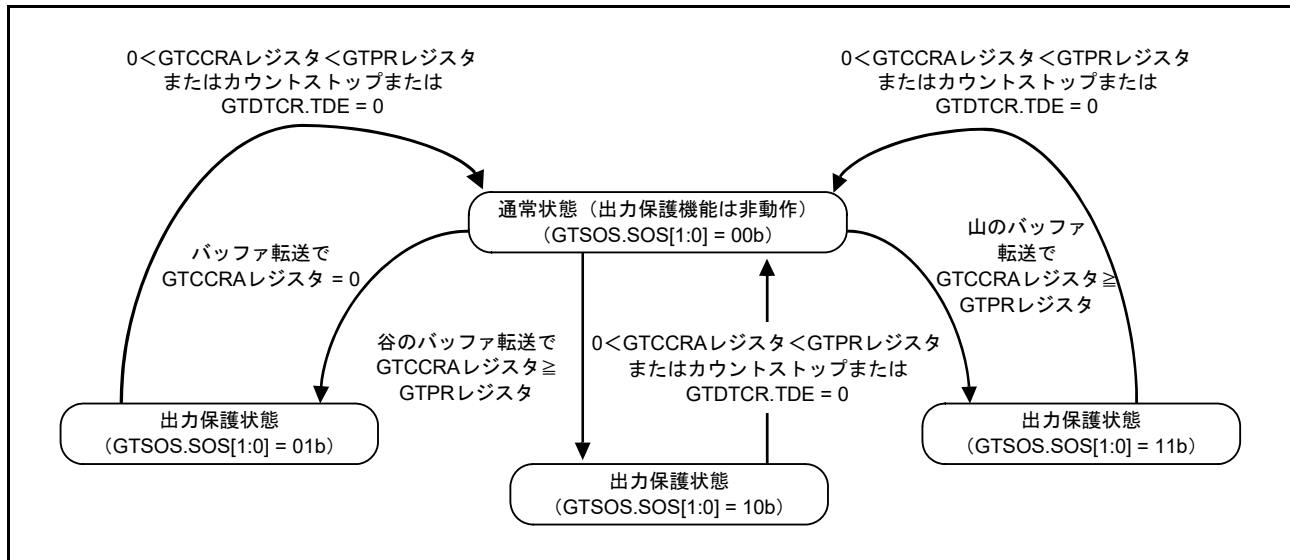 0＜GTCCRAレジスタ＜GTPRレジスタ
またはカウントストップまたは
GTDTCR.TDE = 0
0＜GTCCRAレジスタ＜GTPRレジスタ
またはカウントストップまたは
GTDTCR.TDE = 0
通常状態（出力保護機能は非動作）
（GTSOS.SOS[1:0] = 00b）
バッファ転送で
GTCCRAレジスタ = 0
山のバッファ
転送で
GTCCRAレジスタ≧
GTPRレジスタ
谷のバッファ転送で
GTCCRAレジスタ≧
GTPRレジスタ
0＜GTCCRAレジスタ＜GTPRレジスタ
またはカウントストップまたは
GTDTCR.TDE = 0
出力保護状態
（GTSOS.SOS[1:0] = 01b）
出力保護状態
（GTSOS.SOS[1:0] = 11b）
出力保護状態
（GTSOS.SOS[1:0] = 10b）